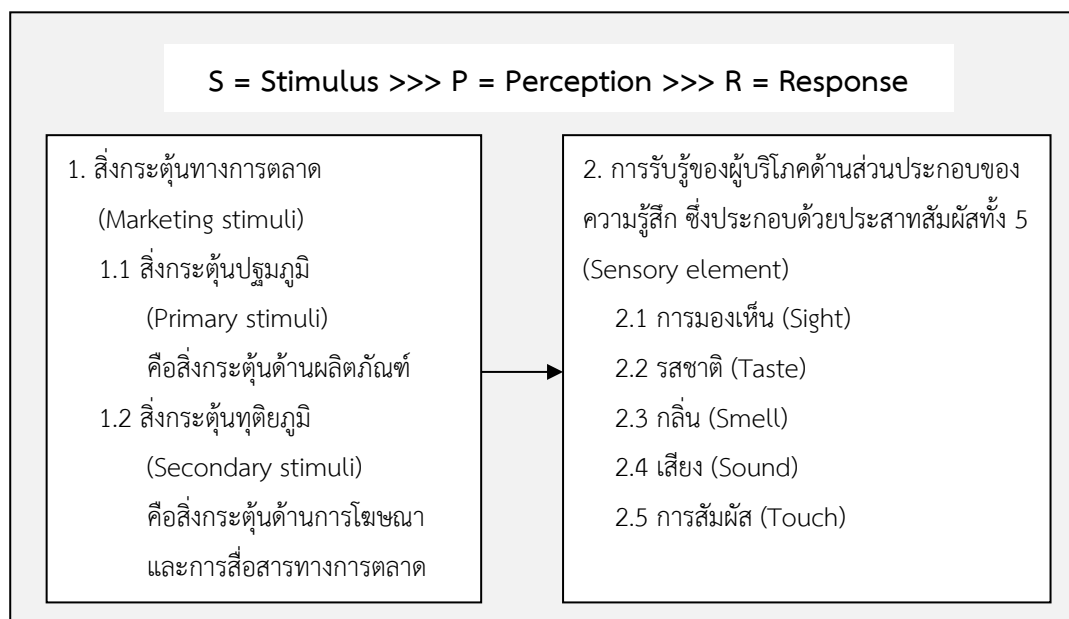 S = Stimulus >>> P = Perception >>> R = Response
1. สิ่งกระตุ้นทางการตลาด
(Marketing stimuli)
1.1 สิ่งกระตุ้นปฐมภูมิ
(Primary stimuli)
คือสิ่งกระตุ้นด้านผลิตภัณฑ์
1.2 สิ่งกระตุ้นทุติยภูมิ
(Secondary stimuli)
คือสิ่งกระตุ้นด้านการโฆษณา
และการสื่อสารทางการตลาด
2. การรับรู้ของผู้บริโภคด้านส่วนประกอบของ
ความรู้สึก ซึ่งประกอบด้วยประสาทสัมผัสทั้ง 5
(Sensory element)
2.1 การมองเห็น (Sight)
2.2 รสชาติ (Taste)
2.3 กลิ่น (Smell)
2.4 เสียง (Sound)
2.5 การสัมผัส (Touch)